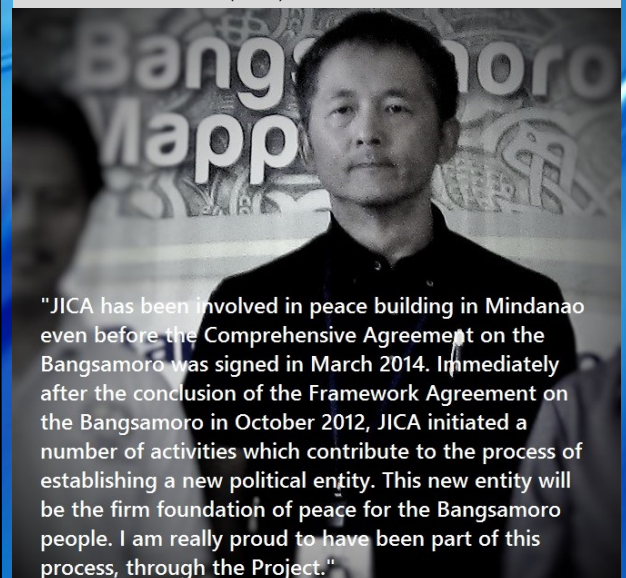 Bangs moro
Mapp
"JICA has been involved in peace building in Mindanao
even before the Comprehensive Agreement on the
Bangsamoro was signed in March 2014. Immediately
after the conclusion of the Framework Agreement on
the Bangsamoro in October 2012, JICA initiated a
number of activities which contribute to the process of
establishing a new political entity. This new entity will
be the firm foundation of peace for the Bangsamoro
people. I am really proud to have been part of this
process, through the Project."